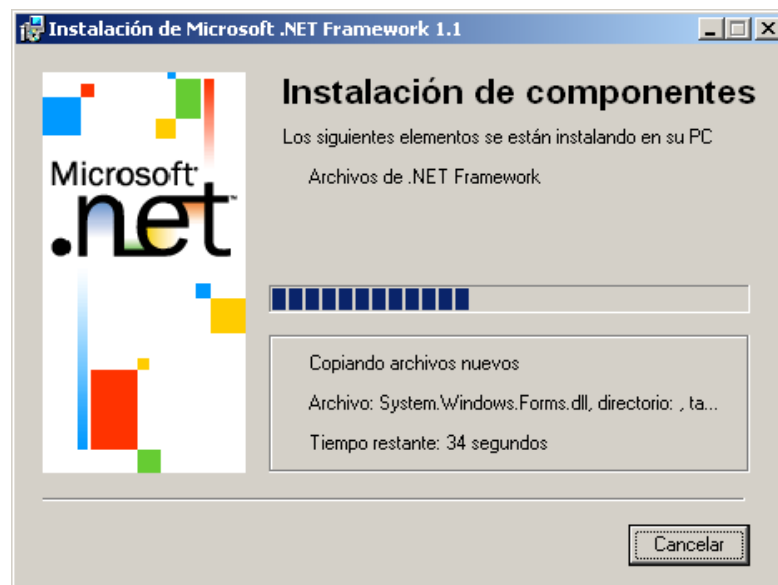 Instalación de Microsoft .NET Framework 1.1
Instalación de componentes
Los siguientes elementos se están instalando en su PC
Archivos de .NET Framework
Microsoft
.net™
Copiando archivos nuevos
Archivo: System.Windows.Forms.dll, directorio: , ta...
Tiempo restante: 34 segundos
Cancelar